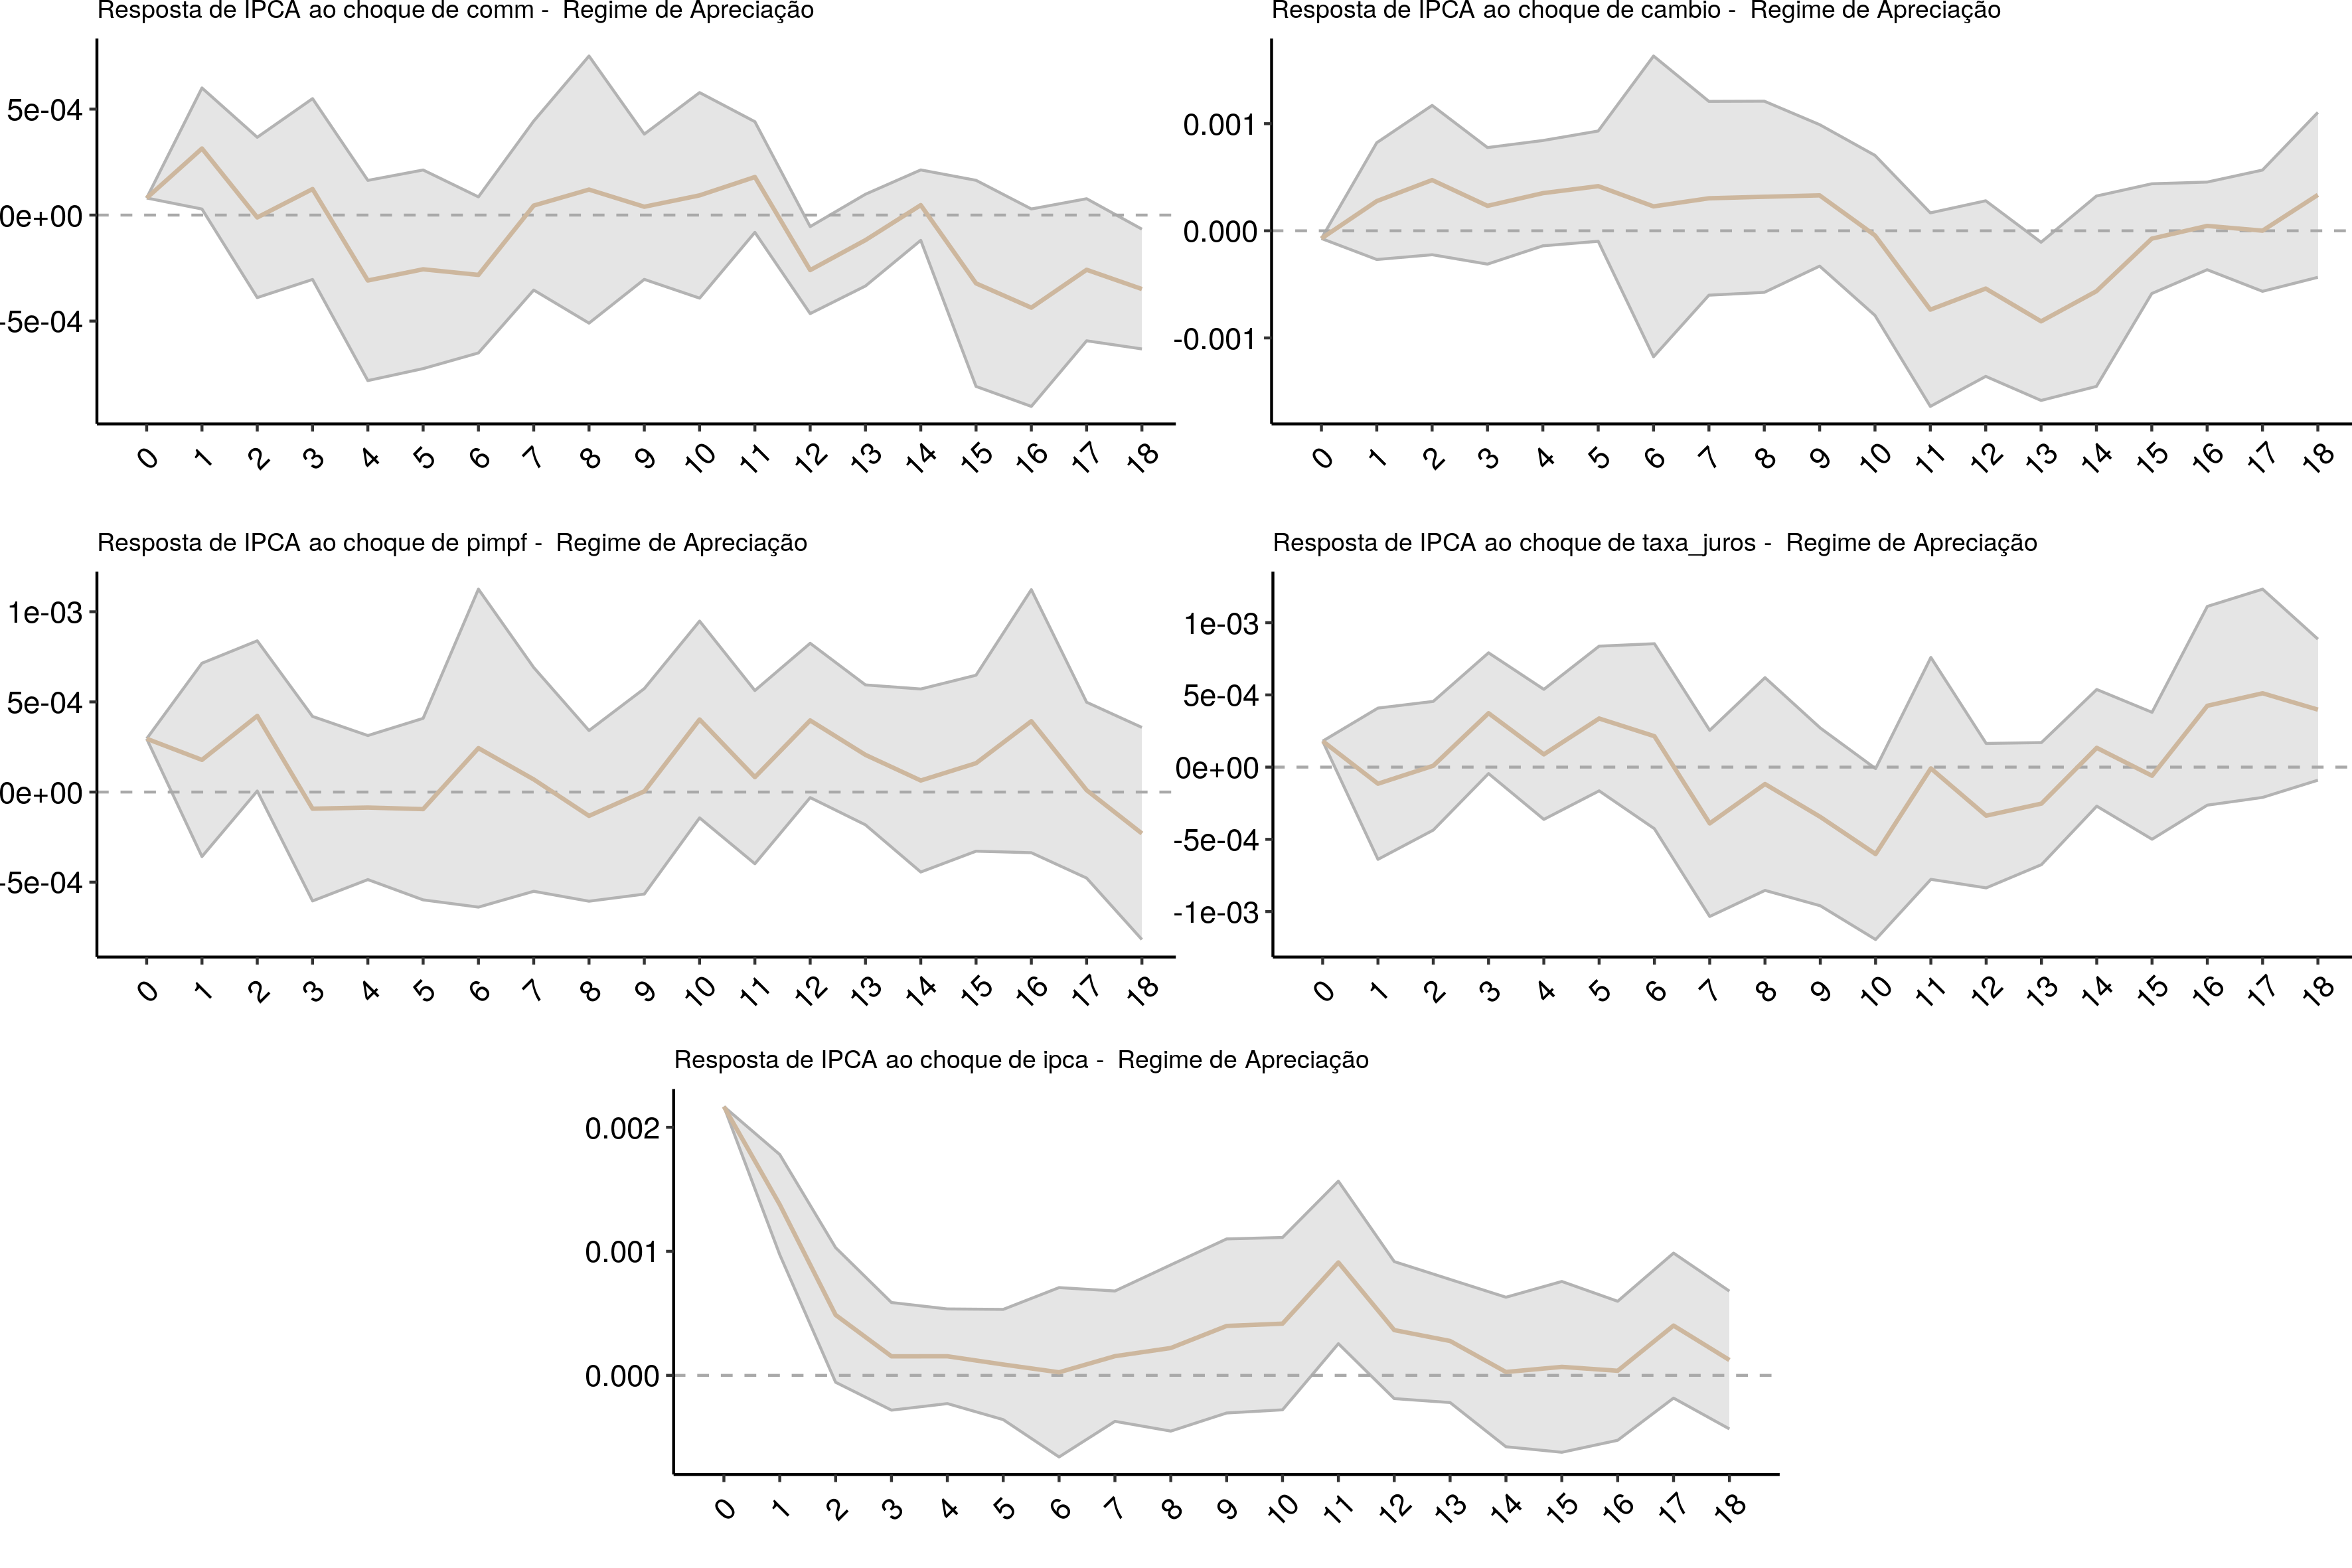 Resposta de IPCA ao choque de comm -  Regime de Apreciação
5e-04
0e+00
-5e-04
0 1 2 3 4 5 6 7 8 9 10 11 12 13 14 15 16 17 18
Resposta de IPCA ao choque de cambio -  Regime de Apreciação
0.001
0.000
-0.001
0 1 2 3 4 5 6 7 8 9 10 11 12 13 14 15 16 17 18
Resposta de IPCA ao choque de pimpf -  Regime de Apreciação
1e-03
5e-04
0e+00
-5e-04
0 1 2 3 4 5 6 7 8 9 10 11 12 13 14 15 16 17 18
Resposta de IPCA ao choque de taxa_juros -  Regime de Apreciação
1e-03
5e-04
0e+00
-5e-04
-1e-03
0 1 2 3 4 5 6 7 8 9 10 11 12 13 14 15 16 17 18
Resposta de IPCA ao choque de ipca -  Regime de Apreciação
0.002
0.001
0.000
0 1 2 3 4 5 6 7 8 9 10 11 12 13 14 15 16 17 18